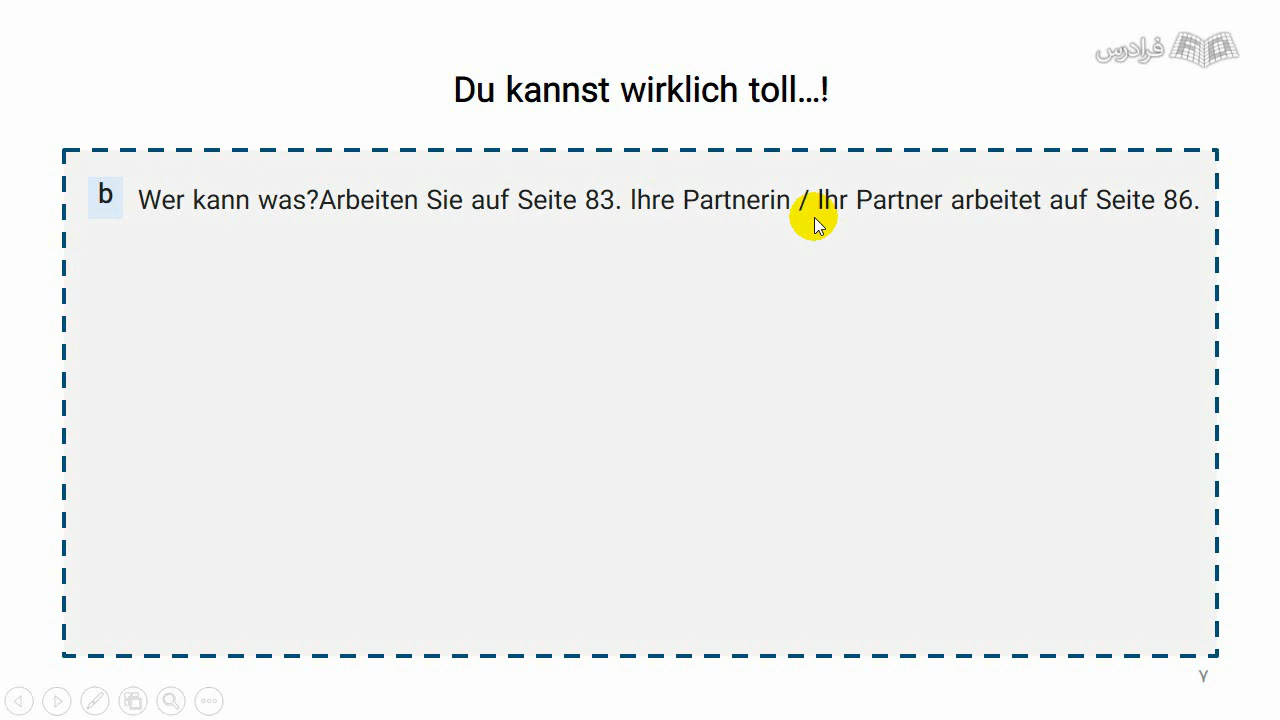 فرادرس
Du kannst wirklich toll...!
b Wer kann was?Arbeiten Sie auf Seite 83. Ihre Partnerin / Ihr Partner arbeitet auf Seite 86.
۷